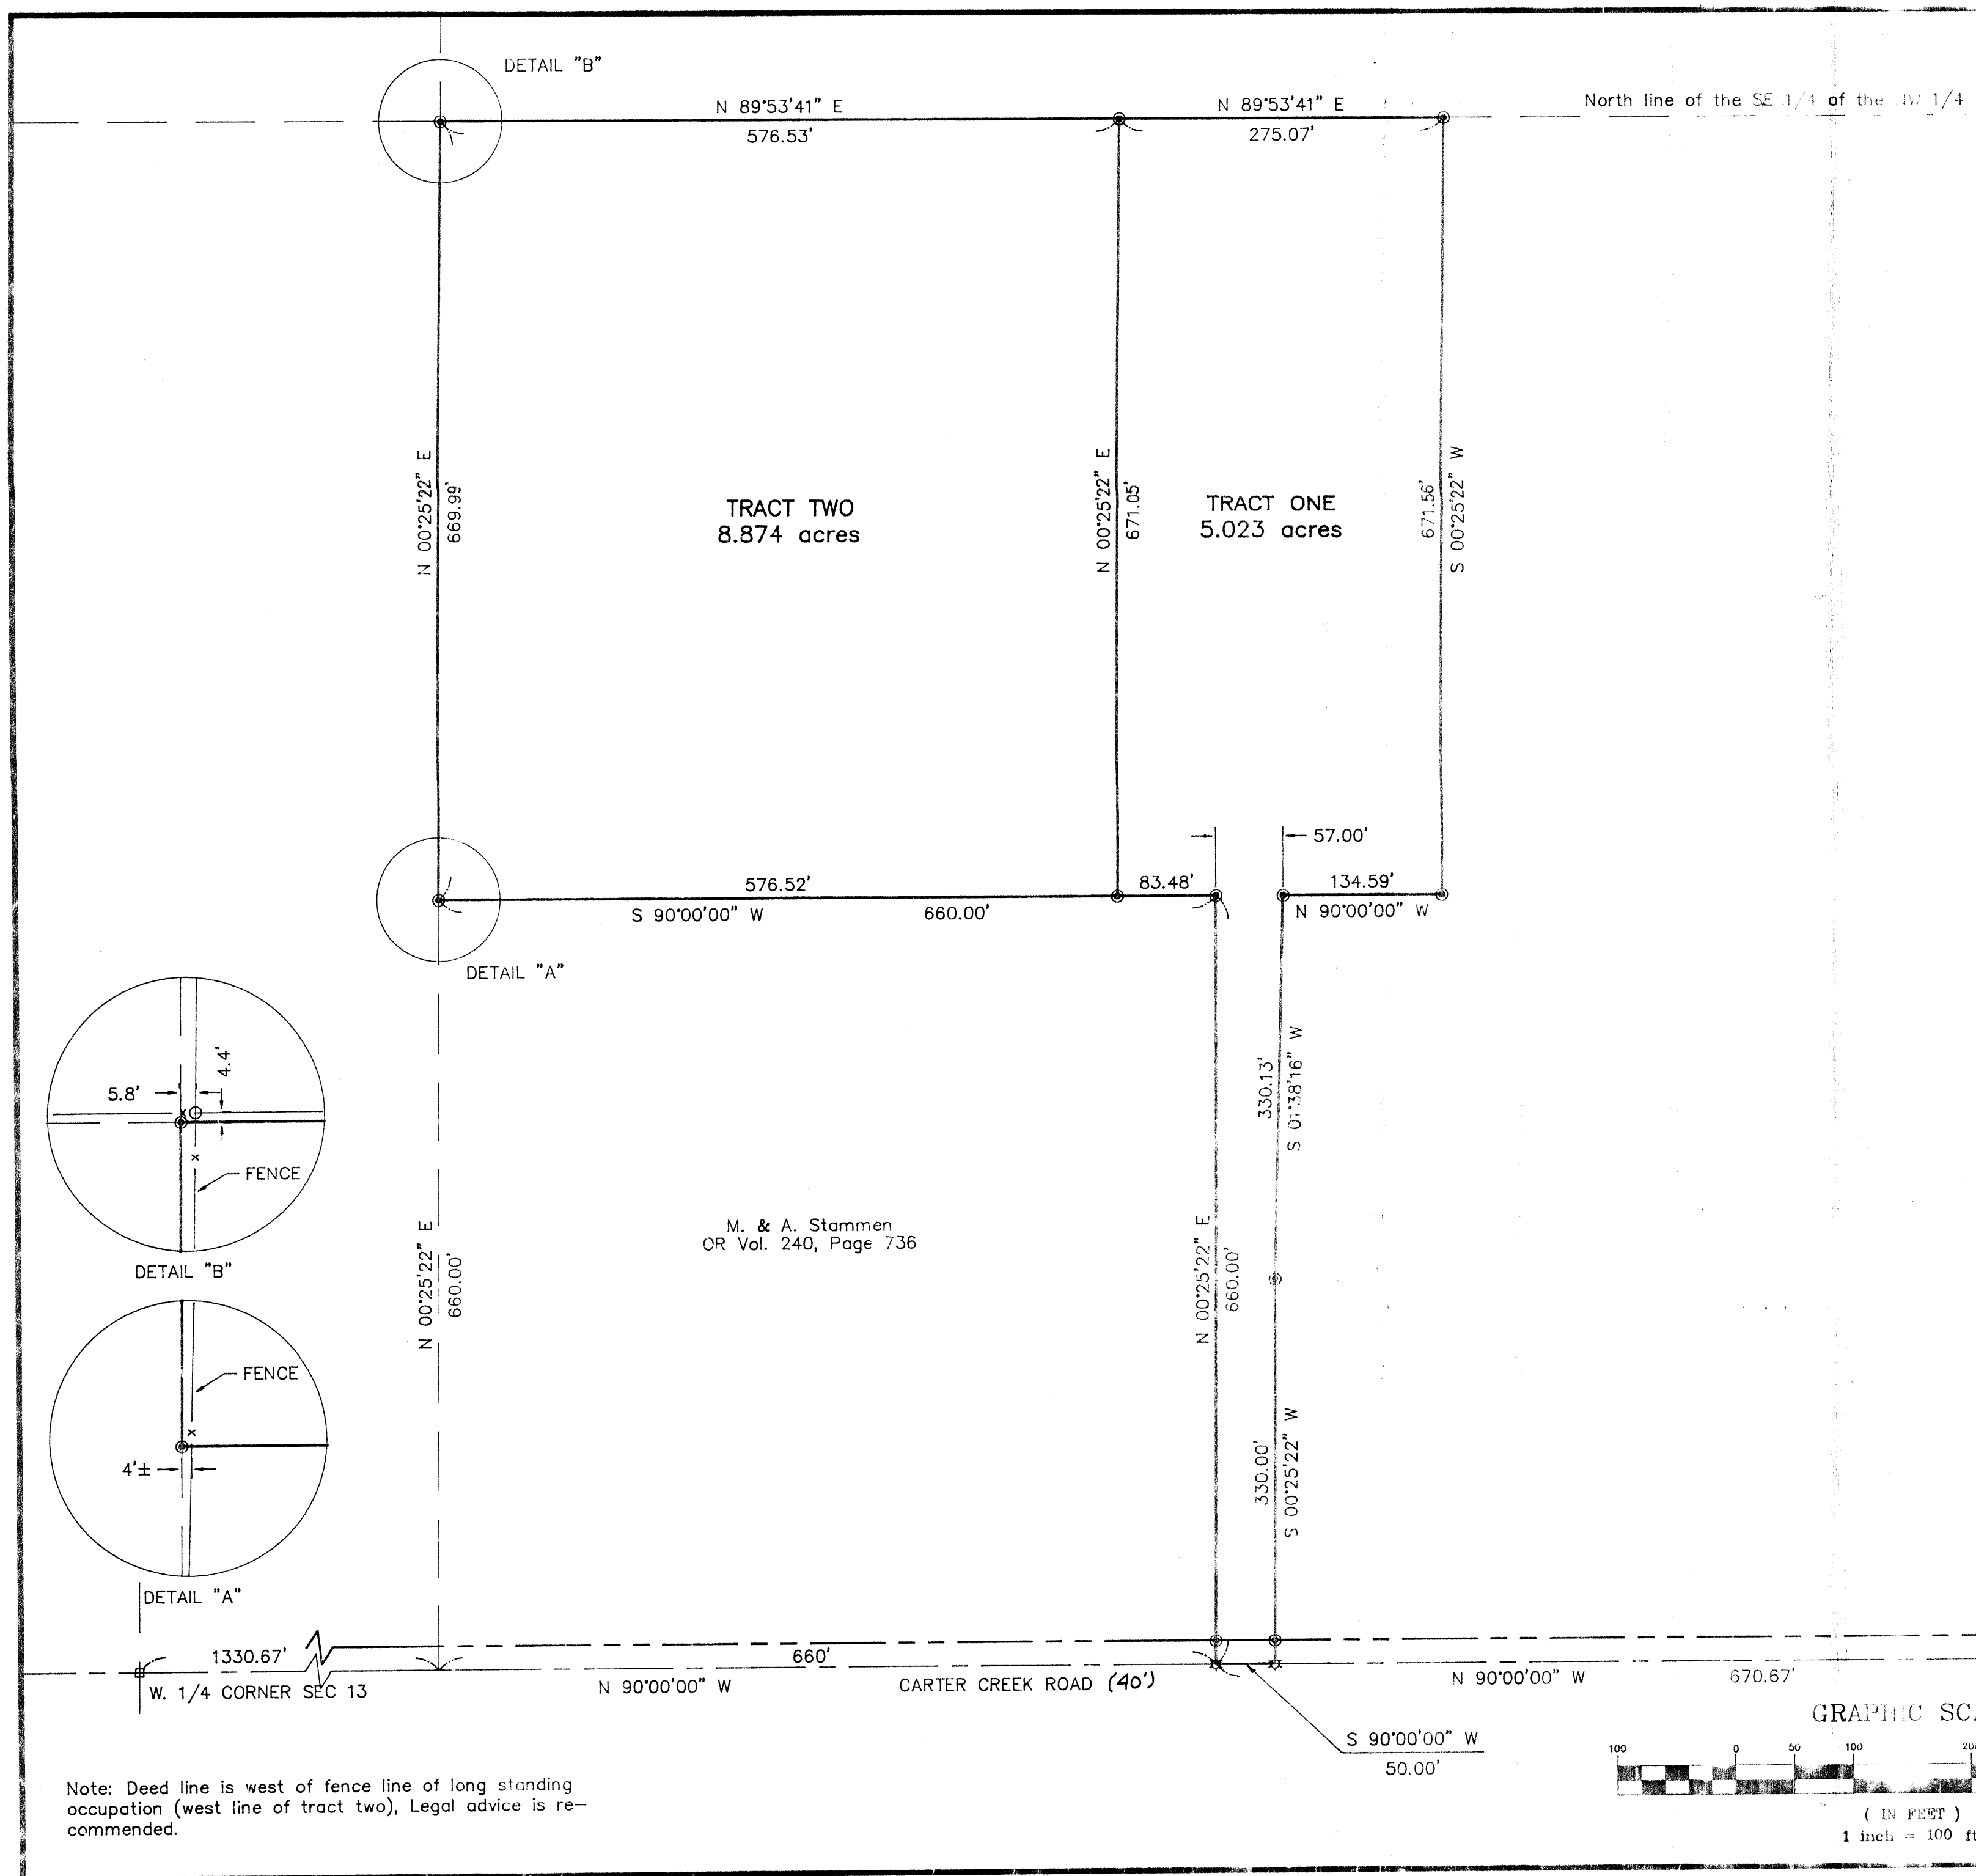 DETAIL "B"
N 89°53'41" E
576.53'
N 89°53'41" E
275.07'
North line of the SE 1/4 of the 1/4
N 00°25'22" E
669.99'
TRACT TWO
8.874 acres
N 00°25'22" E
671.05'
TRACT ONE
5.023 acres
671.56'
S 00°25'22" W
57.00'
576.52'
83.48'
134.59'
S 90°00'00" W
660.00'
N 90°00'00" W
DETAIL "A"
5.8'
4.4'
FENCE
DETAIL "B"
330.13'
S 01°38'16" W
M. & A. Stammen
OR Vol. 240, Page 736
N 00°25'22" E
660.00'
N 00°25'22" E
660.00'
FENCE
4'±
DETAIL "A"
330.00'
S 00°25'22" W
1330.67'
660'
W. 1/4 CORNER SEC 13
N 90°00'00" W
CARTER CREEK ROAD (40')
N 90°00'00" W
670.67'
S 90°00'00" W
50.00'
GRAPHIC
100 0 50 100
( IN FEET )
1 inch = 100
Note: Deed line is west of fence line of long standing
occupation (west line of tract two), Legal advice is re—
commended.